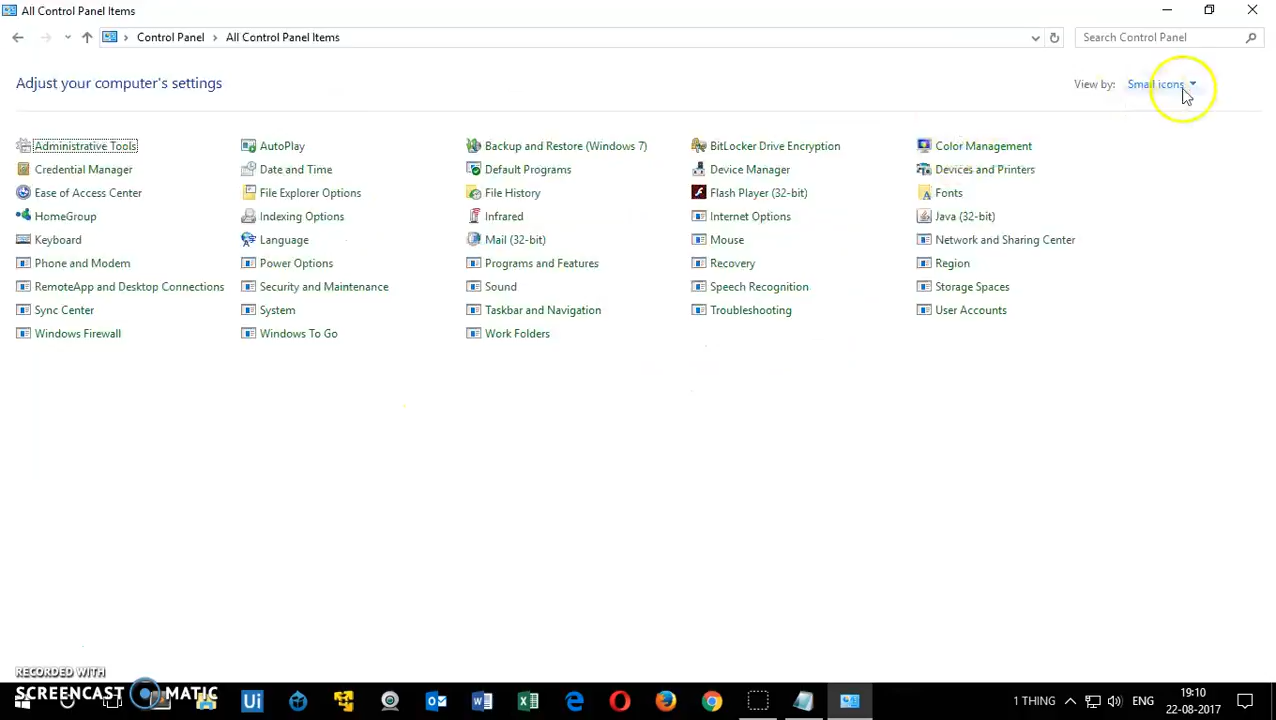 All Control Panel Items
Control Panel All Control Panel Items
Search Control Panel
Adjust your computer's settings
View by: Small icons
Administrative Tools AutoPlay Backup and Restore (Windows 7) BitLocker Drive Encryption Color Management
Credential Manager Date and Time Default Programs Device Manager Devices and Printers
Ease of Access Center File Explorer Options File History Flash Player (32-bit) Fonts
HomeGroup Indexing Options Infrared Internet Options Java (32-bit)
Keyboard Language Mail (32-bit) Mouse Network and Sharing Center
Phone and Modem Power Options Programs and Features Recovery Region
RemoteApp and Desktop Connections Security and Maintenance Sound Speech Recognition Storage Spaces
Sync Center System Taskbar and Navigation Troubleshooting User Accounts
Windows Firewall Windows To Go Work Folders
RECORDED WITH
SCREENCAST MATIC
Ui
1 THING ENG
19:10
22-08-2017